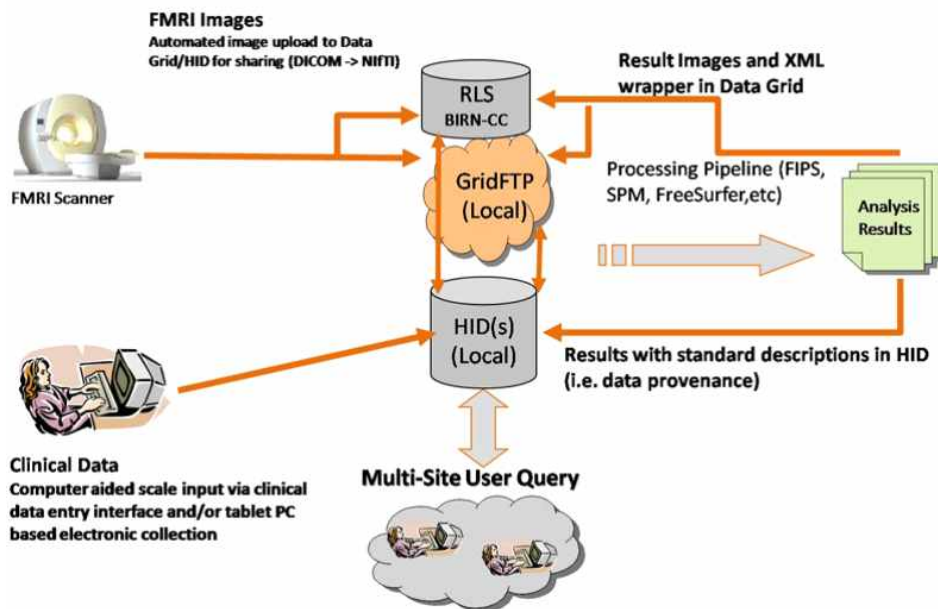 FMRI Images
Automated image upload to Data
Grid/HID for sharing (DICOM -> NIfTI)
RLS
BIRN-CC
Result Images and XML
wrapper in Data Grid
FMRI Scanner
GridFTP
(Local)
Processing Pipeline (FIPS,
SPM, FreeSurfer,etc)
Analysis
Results
HID(s)
(Local)
Results with standard descriptions in HID
(i.e. data provenance)
Clinical Data
Computer aided scale input via clinical
data entry interface and/or tablet PC
based electronic collection
Multi-Site User Query